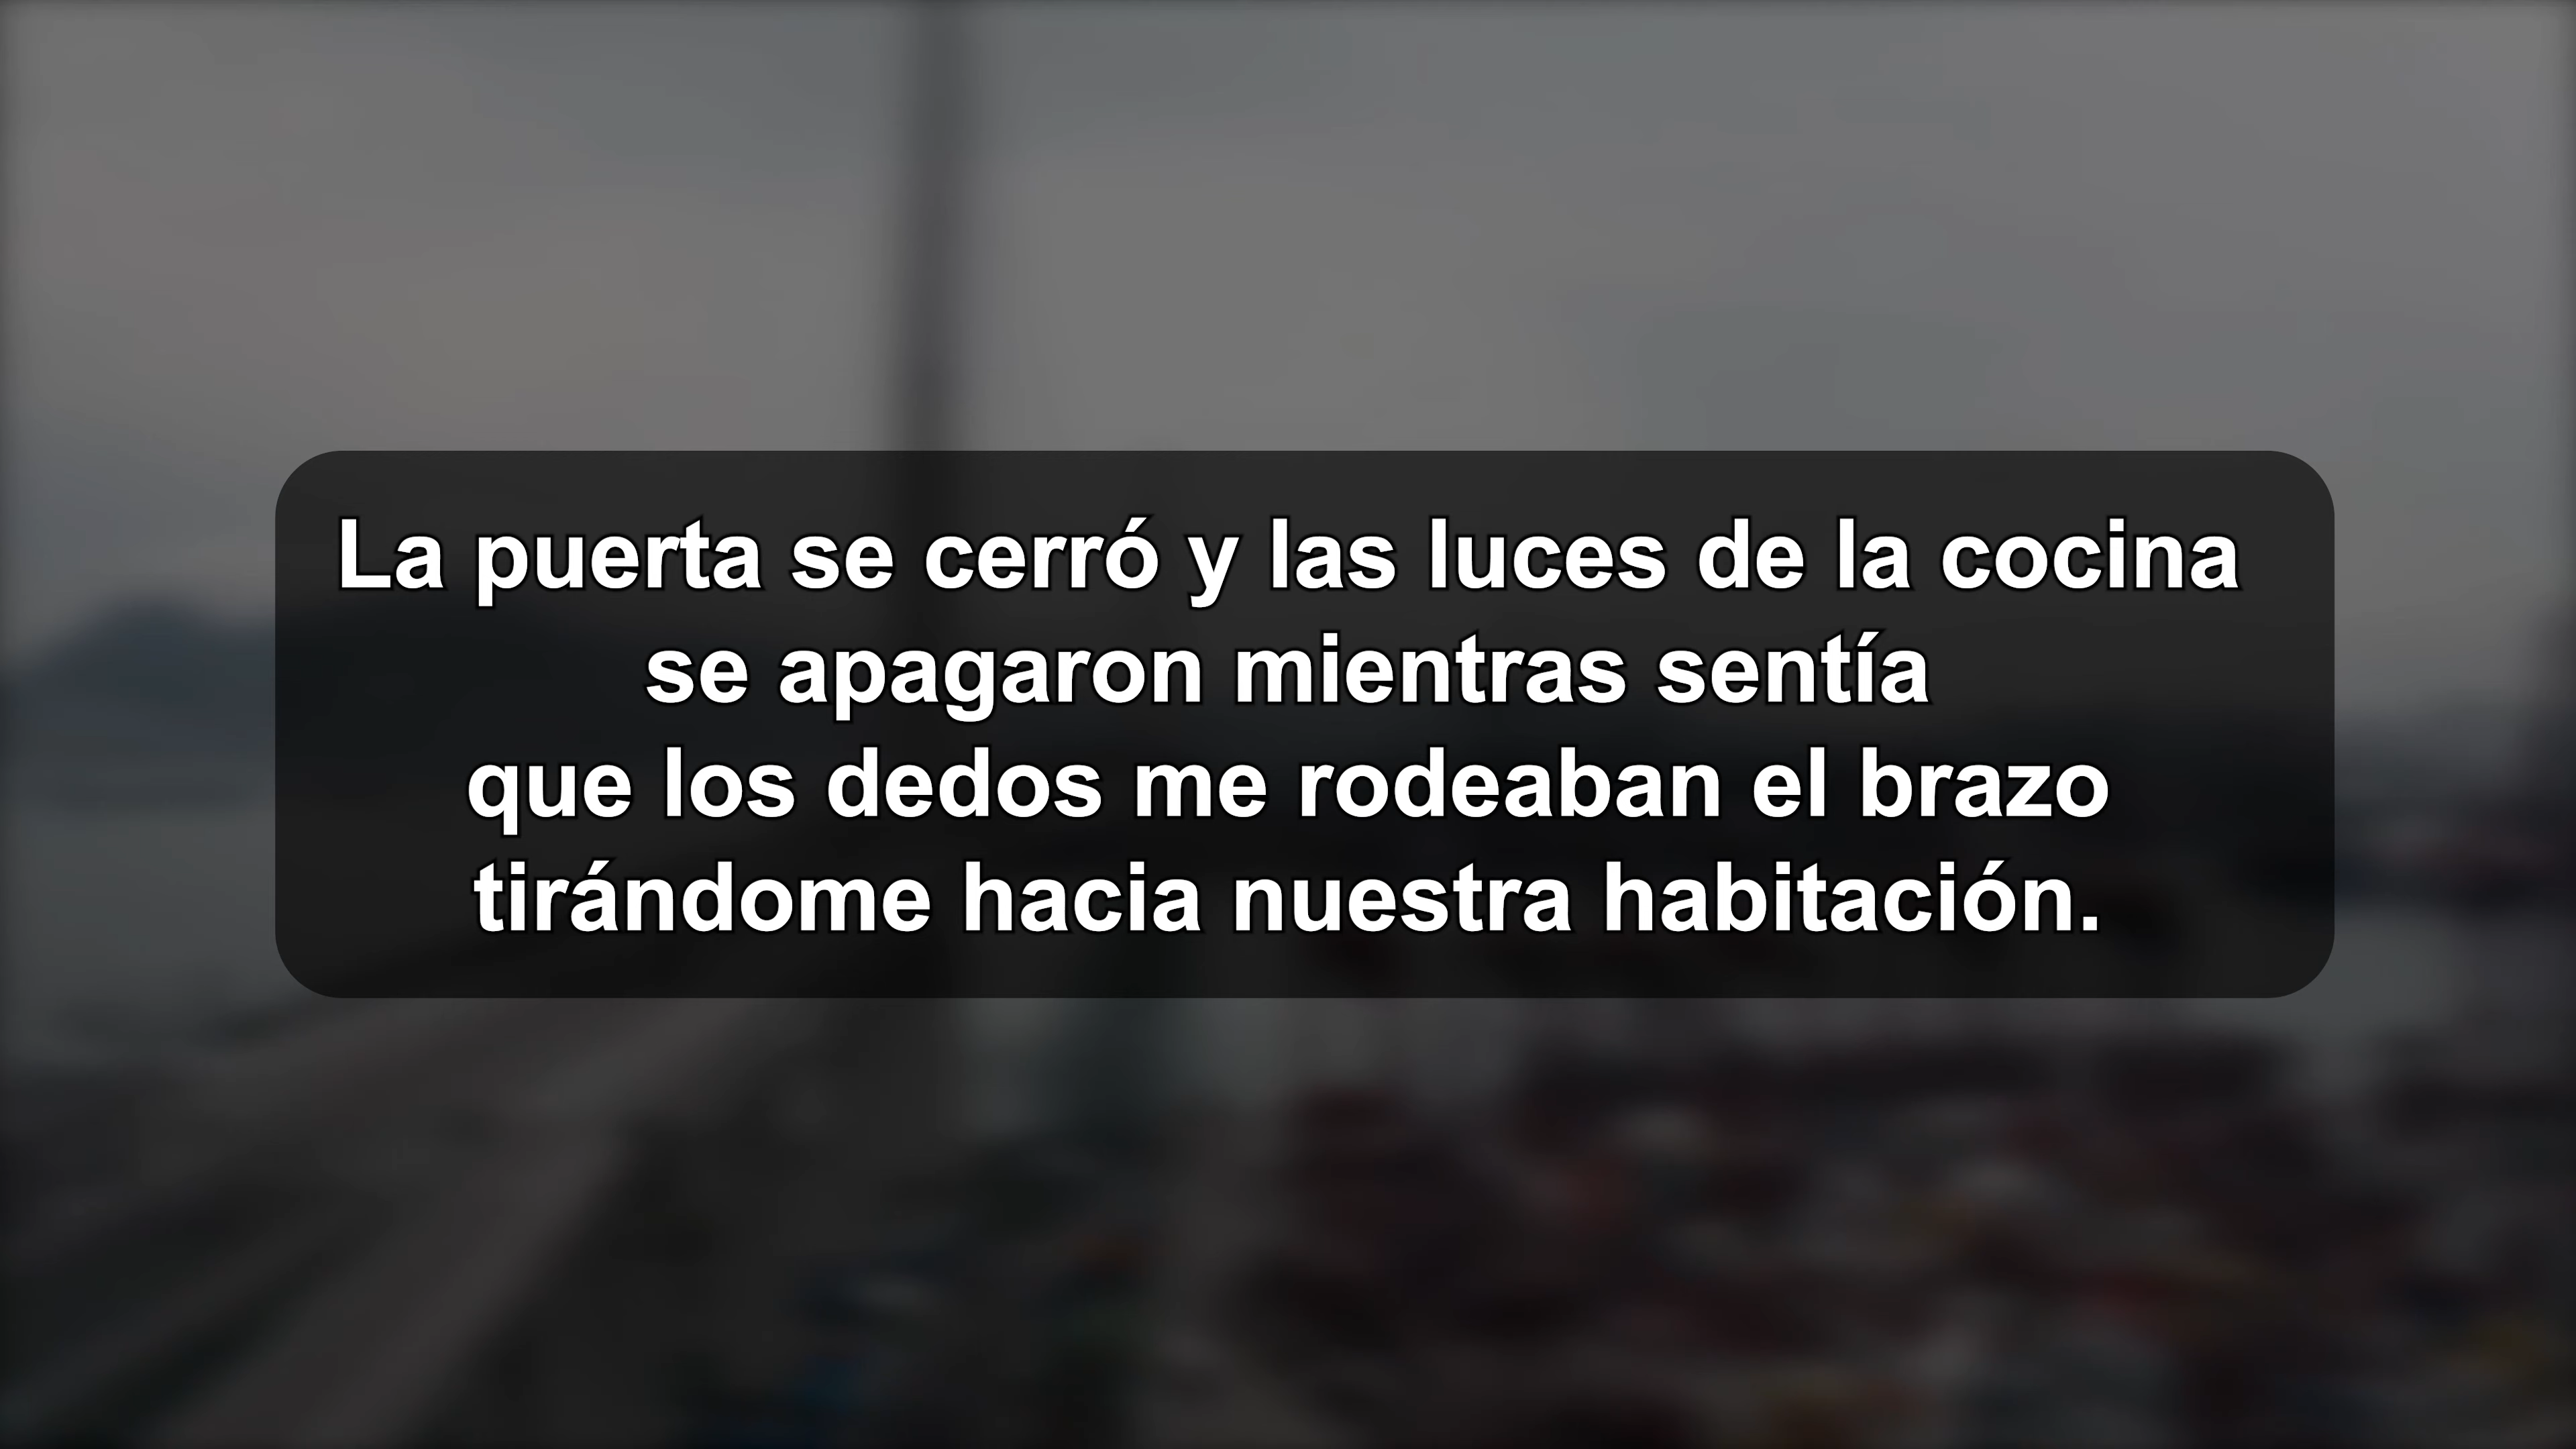 La puerta se cerró y las luces de la cocina
se apagaron mientras sentía
que los dedos me rodeaban el brazo
tirándome hacia nuestra habitación.